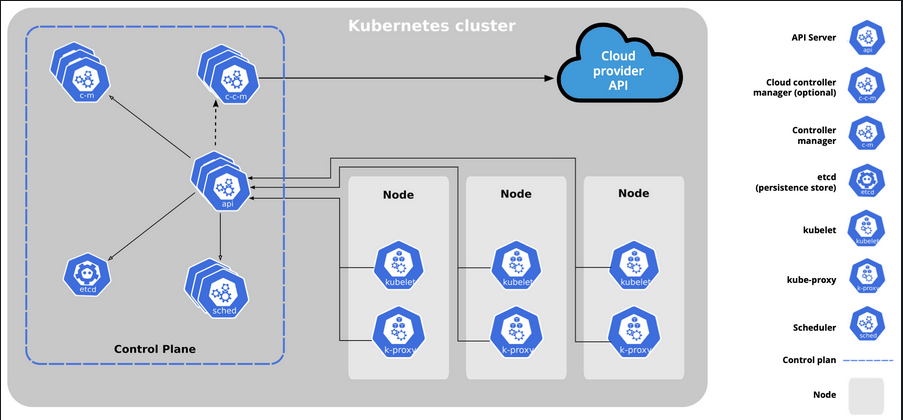 Kubernetes cluster
c-m
c-c-m
Cloud
provider
API
api
Node
Node
Node
etcd
sched
kubelet
kubelet
kubelet
k-proxy
k-proxy
k-proxy
Control Plane
API Server
api
Cloud controller
manager (optional)
c-c-m
Controller
manager
c-m
etcd
(persistence store)
etcd
kubelet
kubelet
kube-proxy
k-proxy
Scheduler
sched
Control plan
Node